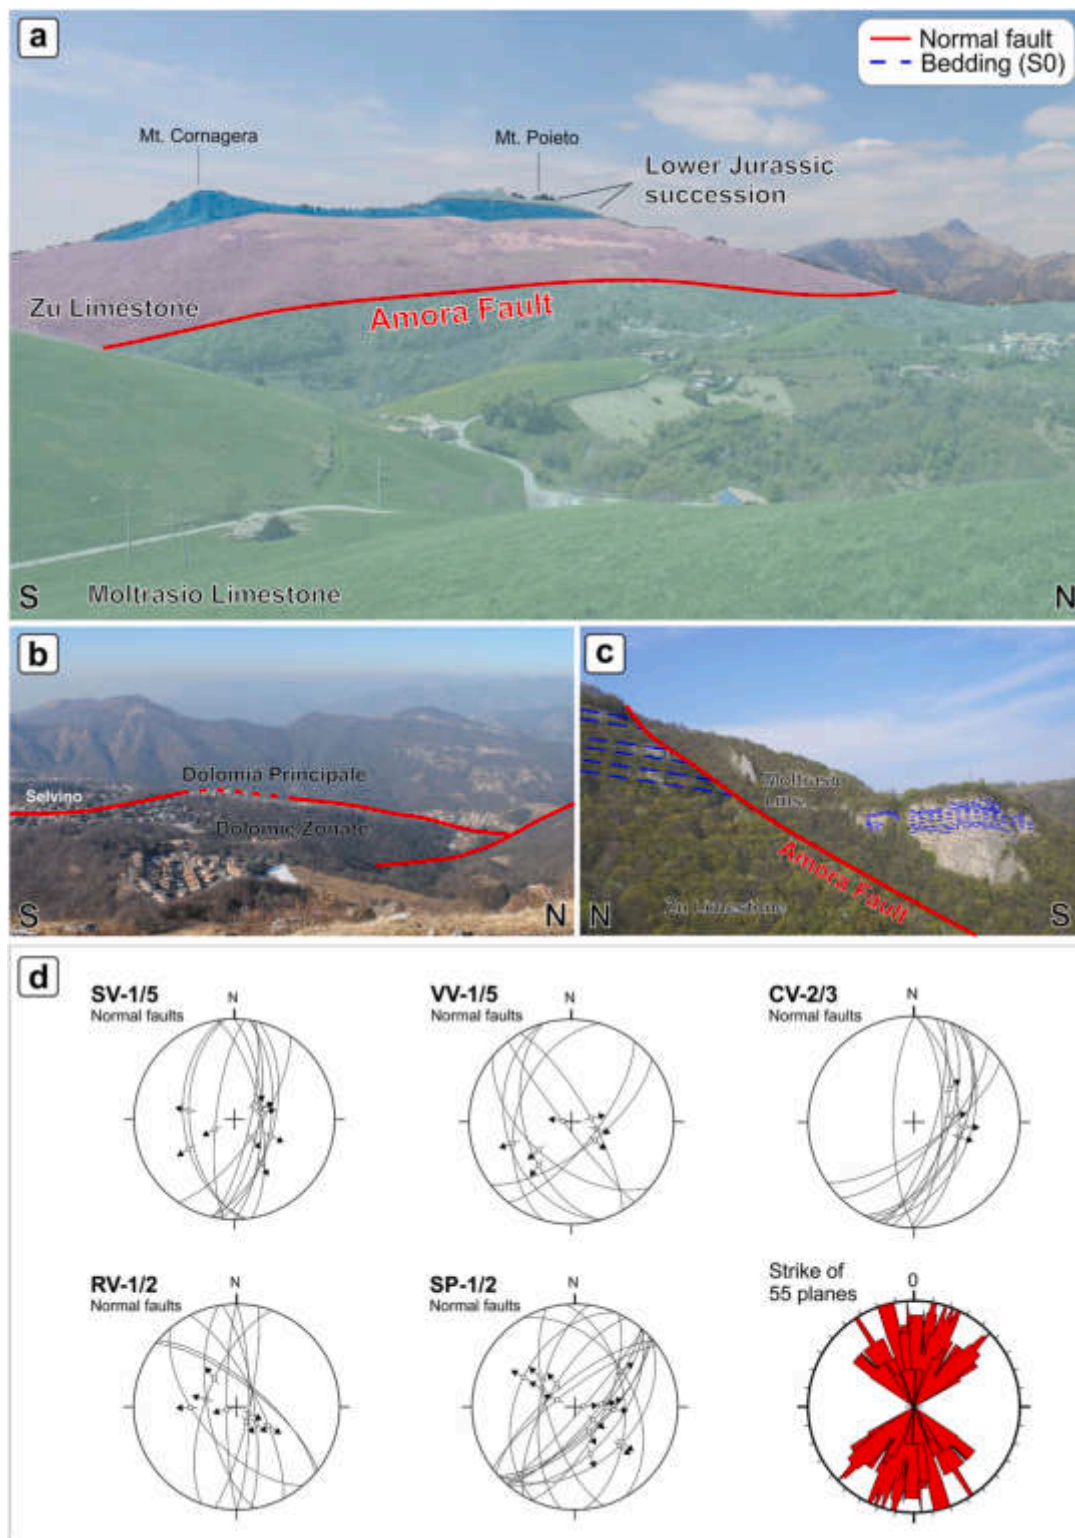 a
Normal fault
Bedding (S0)
Mt. Cornagera
Mt. Poieto
Lower Jurassic
succession
Zu Limestone
Amora Fault
S
Moltrasio Limestone
N
b
Selvino
Dolomia Principale
Dolomie Zonate
S
N
c
Moltrasio
Lms.
Amora Fault
Zu Limestone
N
S
d
SV-1/5
Normal faults
N
VV-1/5
Normal faults
N
CV-2/3
Normal faults
N
RV-1/2
Normal faults
N
SP-1/2
Normal faults
N
Strike of
55 planes
0